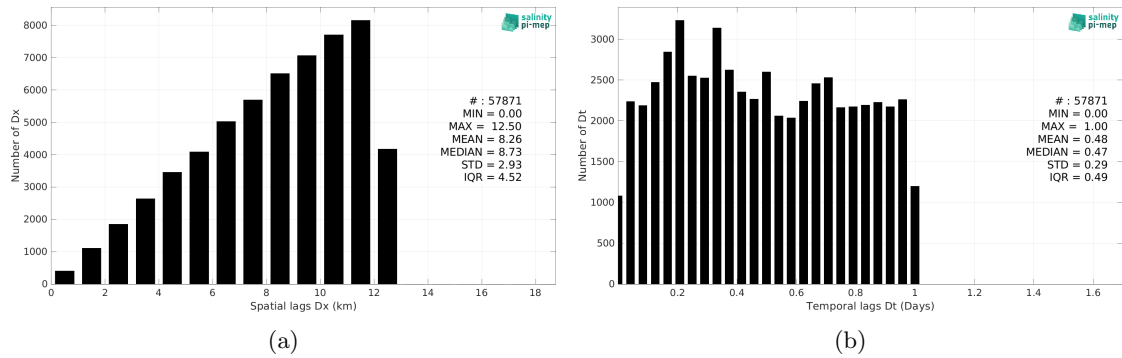 salinity
pi-mep
8000
7000
6000
5000
4000
3000
2000
1000
0
Number of Dx
# : 57871
MIN = 0.00
MAX = 12.50
MEAN = 8.26
MEDIAN = 8.73
STD = 2.93
IQR = 4.52
0 2 4 6 8 10 12 14 16 18
Spatial lags Dx (km)
(a)
salinity
pi-mep
3000
2500
2000
1500
1000
500
0
Number of Dt
# : 57871
MIN = 0.00
MAX = 1.00
MEAN = 0.48
MEDIAN = 0.47
STD = 0.29
IQR = 0.49
0.2 0.4 0.6 0.8 1 1.2 1.4 1.6
Temporal lags Dt (Days)
(b)